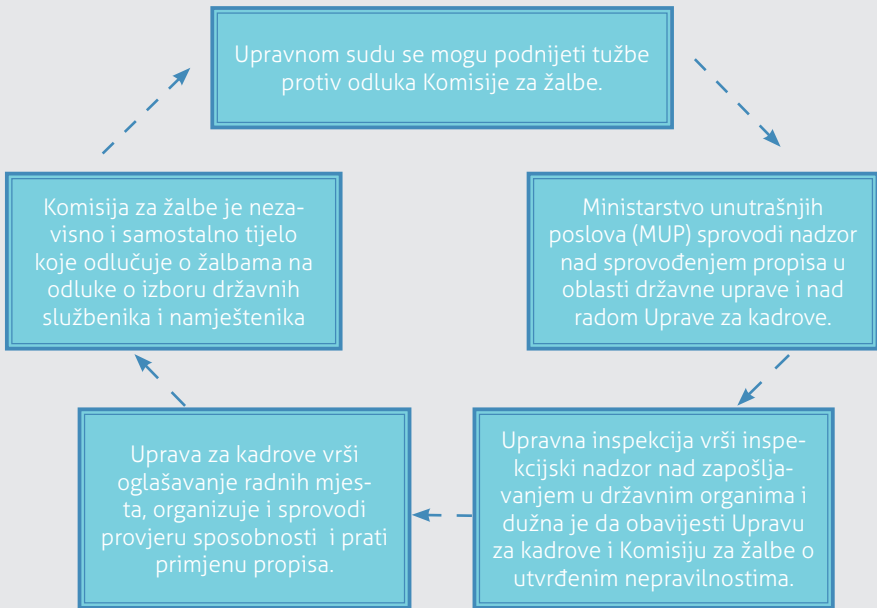 Upravnom sudu se mogu podnijeti tužbe
protiv odluka Komisije za žalbe.
Komisija za žalbe je neza-
visno i samostalno tijelo
koje odlučuje o žalbama na
odluke o izboru državnih
službenika i namještenika
Ministarstvo unutrašnjih
poslova (MUP) sprovodi nadzor
nad sprovođenjem propisa u
oblasti državne uprave i nad
radom Uprave za kadrove.
Uprava za kadrove vrši
oglašavanje radnih mjes-
ta, organizuje i sprovodi
provjeru sposobnosti i prati
primjenu propisa.
Upravna inspekcija vrši inspe-
kcijski nadzor nad zapošlja-
vanjem u državnim organima i
dužna je da obavijesti Upravu
za kadrove i Komisiju za žalbe o
utvrđenim nepravilnostima.